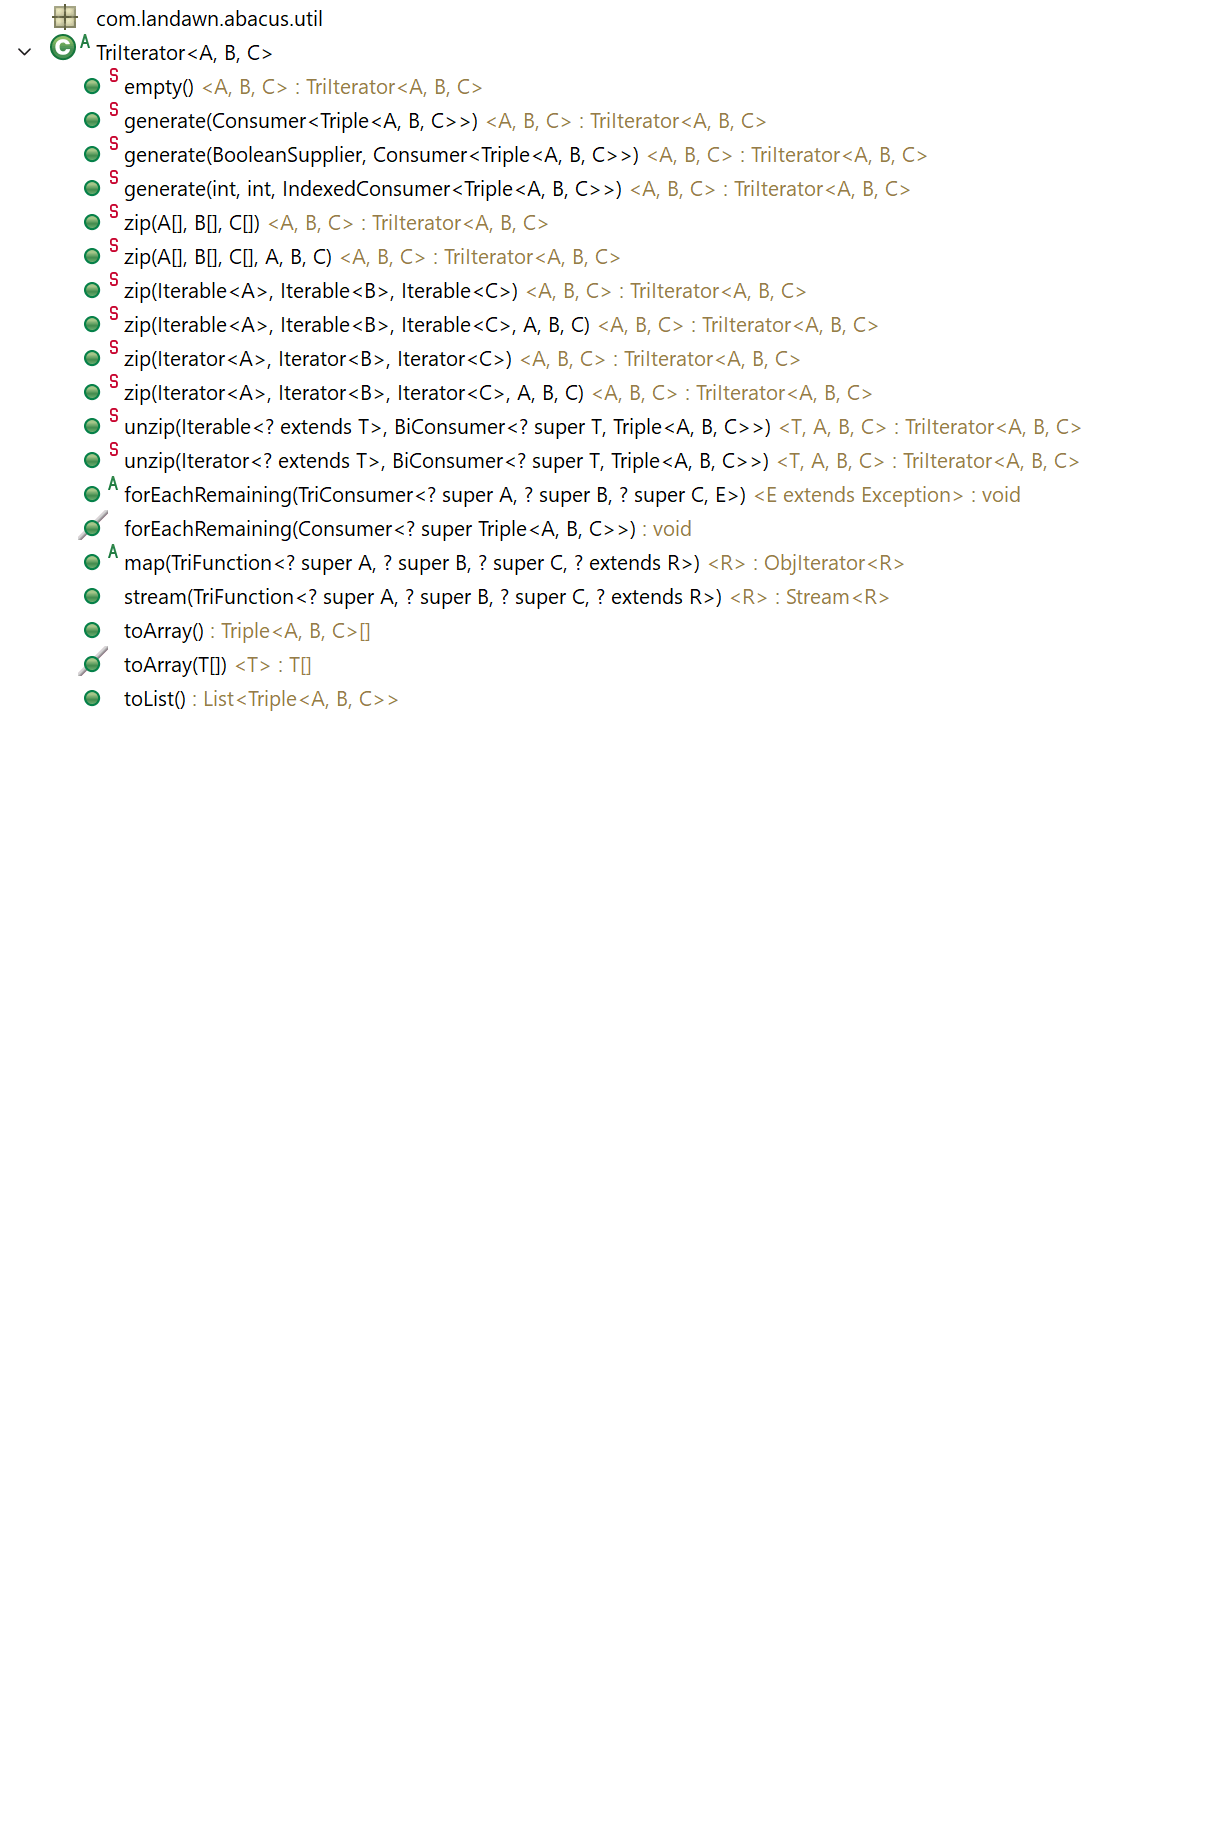 com.landawn.abacus.util
C A TriIterator<A, B, C>
S empty() <A, B, C> : TriIterator<A, B, C>
S generate(Consumer<Triple<A, B, C>>) <A, B, C> : TriIterator<A, B, C>
S generate(BooleanSupplier, Consumer<Triple<A, B, C>>) <A, B, C> : TriIterator<A, B, C>
S generate(int, int, IndexedConsumer<Triple<A, B, C>>) <A, B, C> : TriIterator<A, B, C>
S zip(A[], B[], C[]) <A, B, C> : TriIterator<A, B, C>
S zip(A[], B[], C[], A, B, C) <A, B, C> : TriIterator<A, B, C>
S zip(Iterable<A>, Iterable<B>, Iterable<C>) <A, B, C> : TriIterator<A, B, C>
S zip(Iterable<A>, Iterable<B>, Iterable<C>, A, B, C) <A, B, C> : TriIterator<A, B, C>
S zip(Iterator<A>, Iterator<B>, Iterator<C>) <A, B, C> : TriIterator<A, B, C>
S zip(Iterator<A>, Iterator<B>, Iterator<C>, A, B, C) <A, B, C> : TriIterator<A, B, C>
S unzip(Iterable<? extends T>, BiConsumer<? super T, Triple<A, B, C>>) <T, A, B, C> : TriIterator<A, B, C>
S unzip(Iterator<? extends T>, BiConsumer<? super T, Triple<A, B, C>>) <T, A, B, C> : TriIterator<A, B, C>
A forEachRemaining(TriConsumer<? super A, ? super B, ? super C, E>) <E extends Exception> : void
forEachRemaining(Consumer<? super Triple<A, B, C>>) : void
A map(TriFunction<? super A, ? super B, ? super C, ? extends R>) <R> : ObjIterator<R>
stream(TriFunction<? super A, ? super B, ? super C, ? extends R>) <R> : Stream<R>
toArray() : Triple<A, B, C>[]
toArray(T[]) <T> : T[]
toList() : List<Triple<A, B, C>>